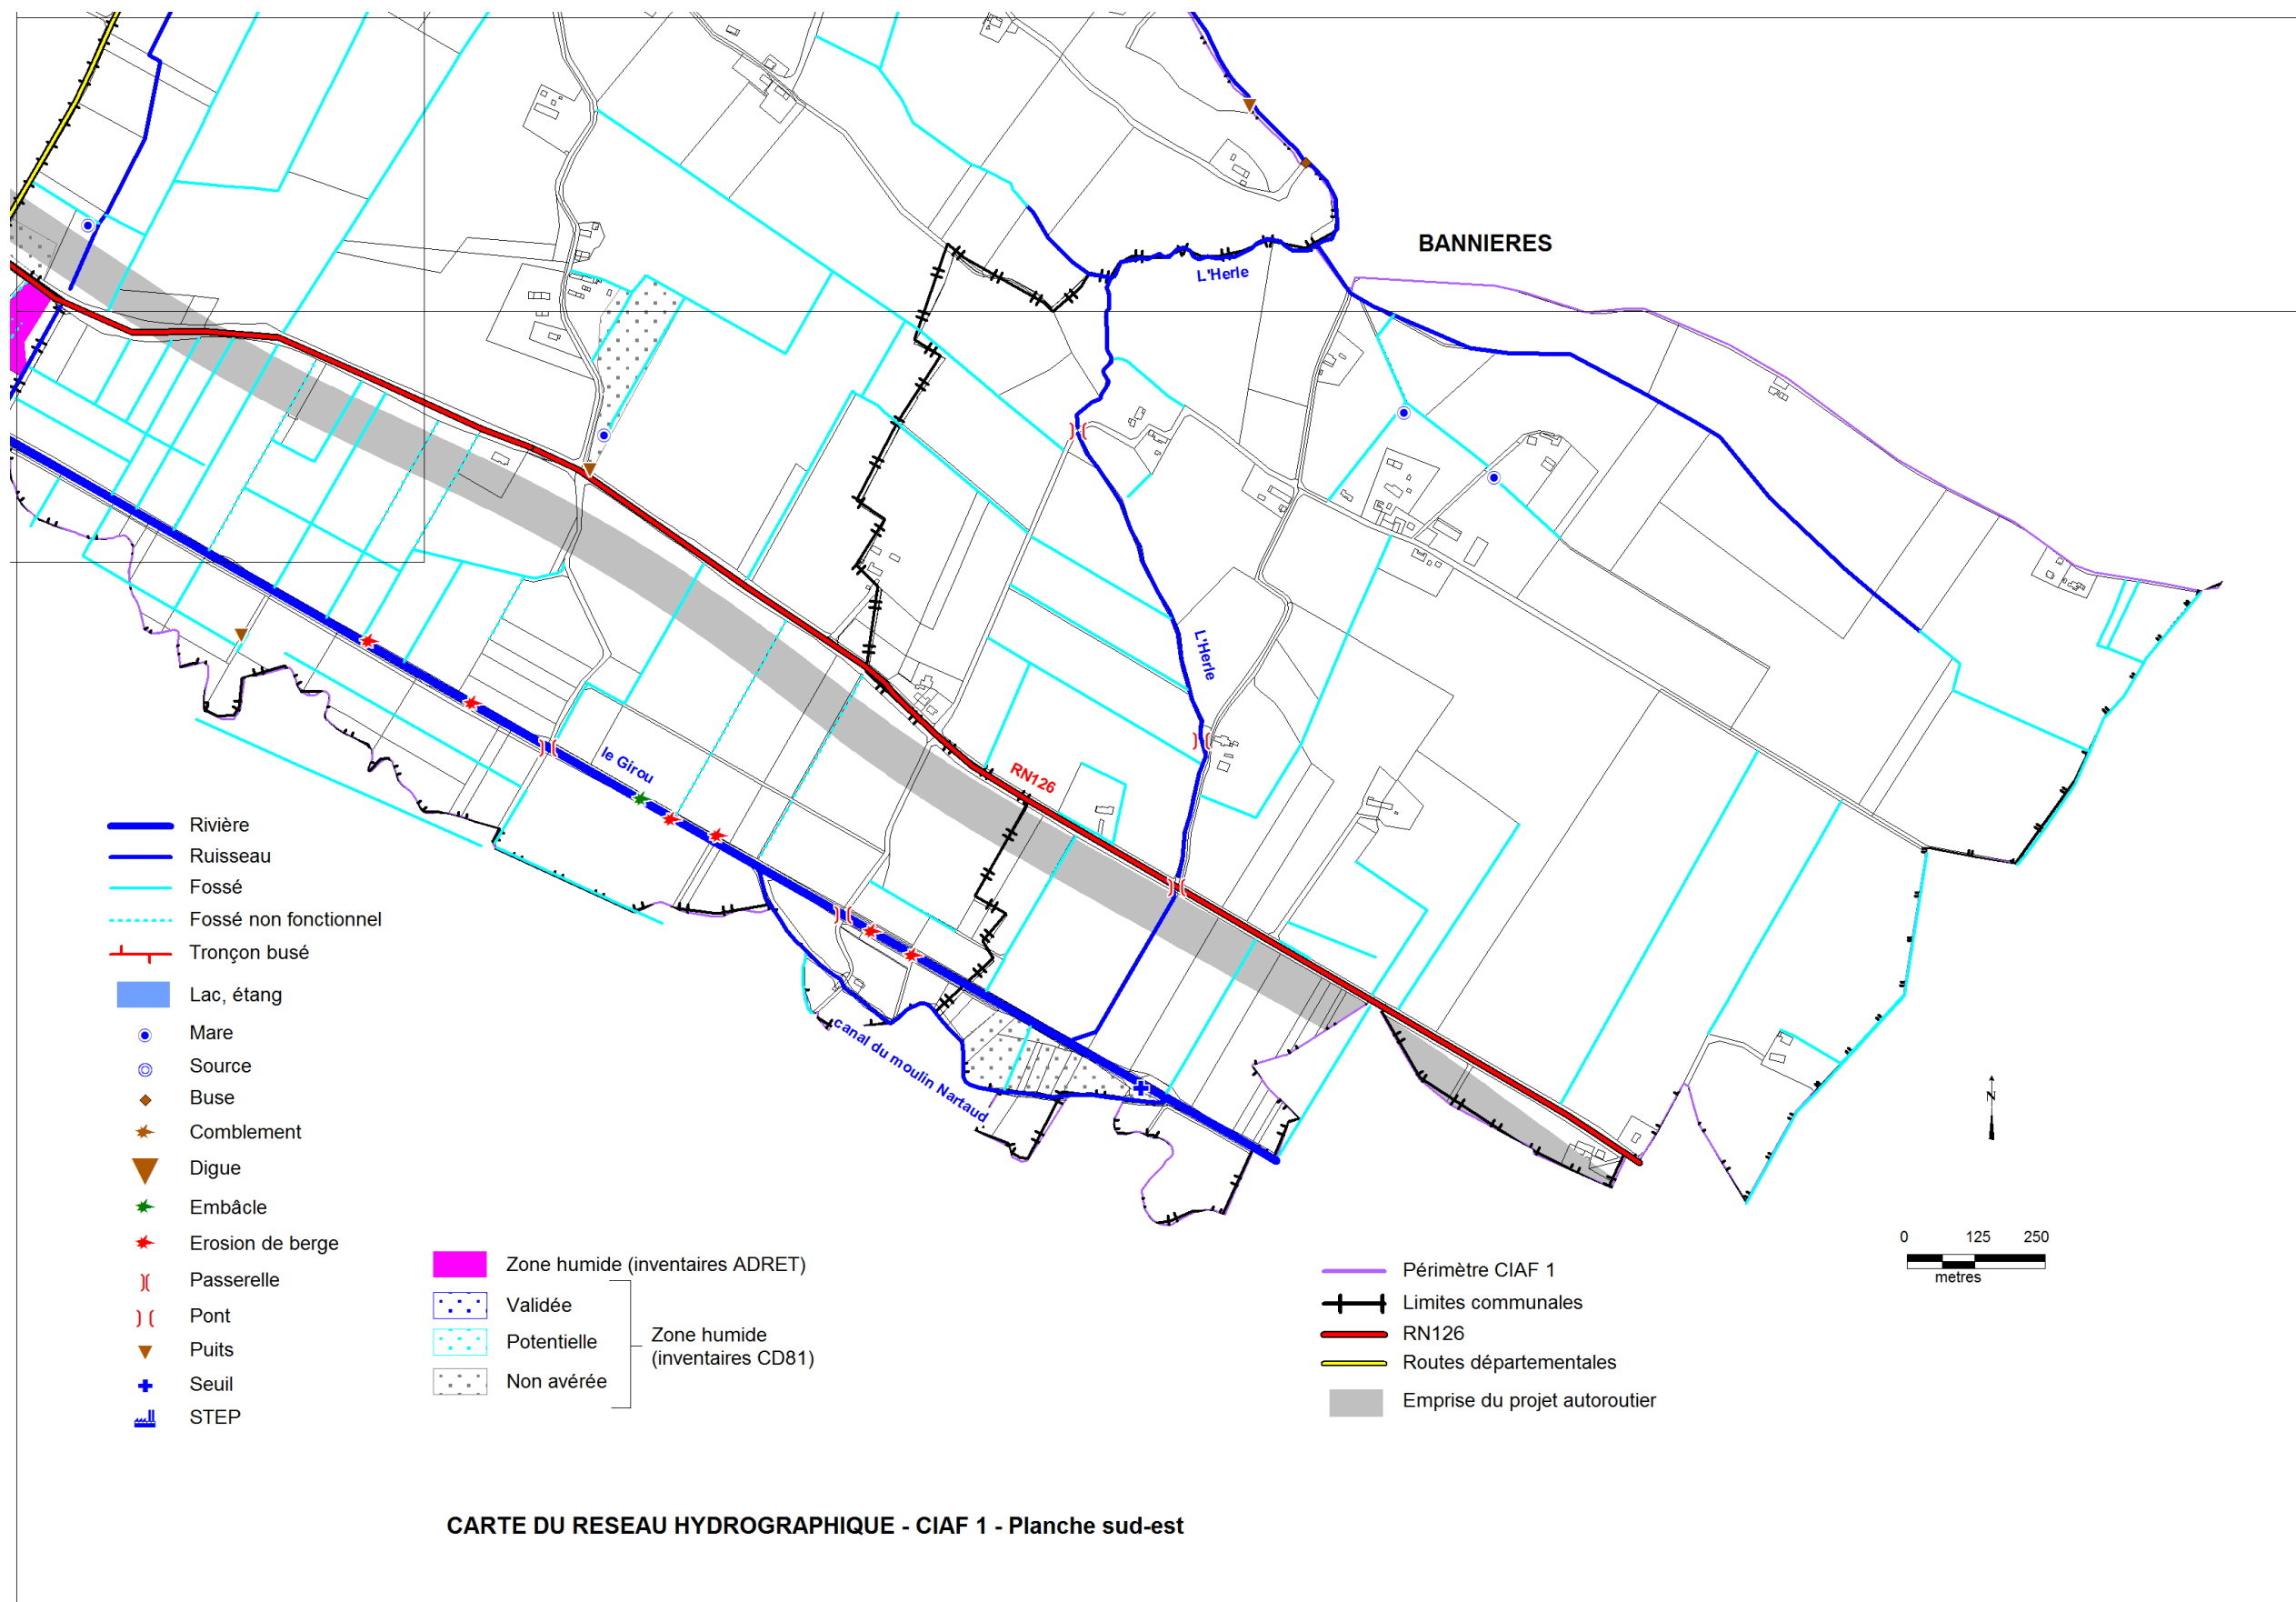 BANNIERES
L'Herle
L'Herle
le Girou
RN126
canal du moulin Nartaud
Rivière
Ruisseau
Fossé
Fossé non fonctionnel
Tronçon busé
Lac, étang
Mare
Source
Buse
Comblement
Digue
Embâcle
Erosion de berge
Passerelle
Pont
Puits
Seuil
STEP
Zone humide (inventaires ADRET)
Validée
Potentielle
Non avérée
Zone humide
(inventaires CD81)
N
0 125 250
metres
Périmètre CIAF 1
Limites communales
RN126
Routes départementales
Emprise du projet autoroutier
CARTE DU RESEAU HYDROGRAPHIQUE - CIAF 1 - Planche sud-est